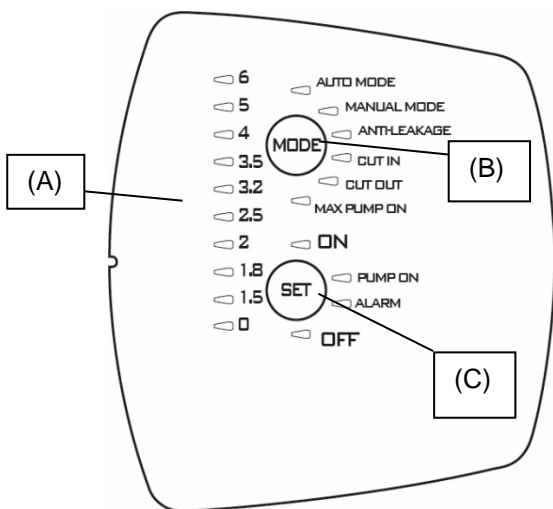 6
5
4
3.5
3.2
2.5
2
1.8
1.5
0
AUTO MODE
MANUAL MODE
ANTI-LEAKAGE
MODE
CUT IN
CUT OUT
MAX PUMP ON
ON
SET
PUMP ON
ALARM
OFF
(A)
(B)
(C)